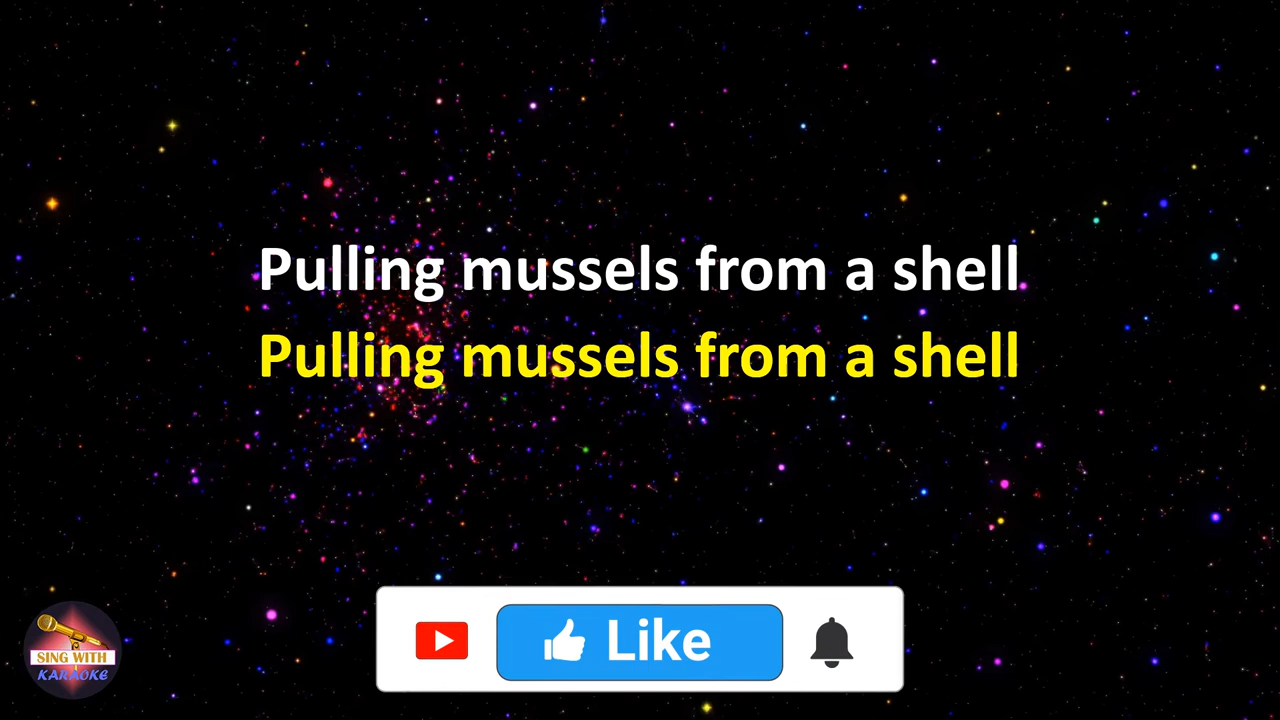 Pulling mussels from a shell
Pulling mussels from a shell
Like
SING WITH
KARAOKE